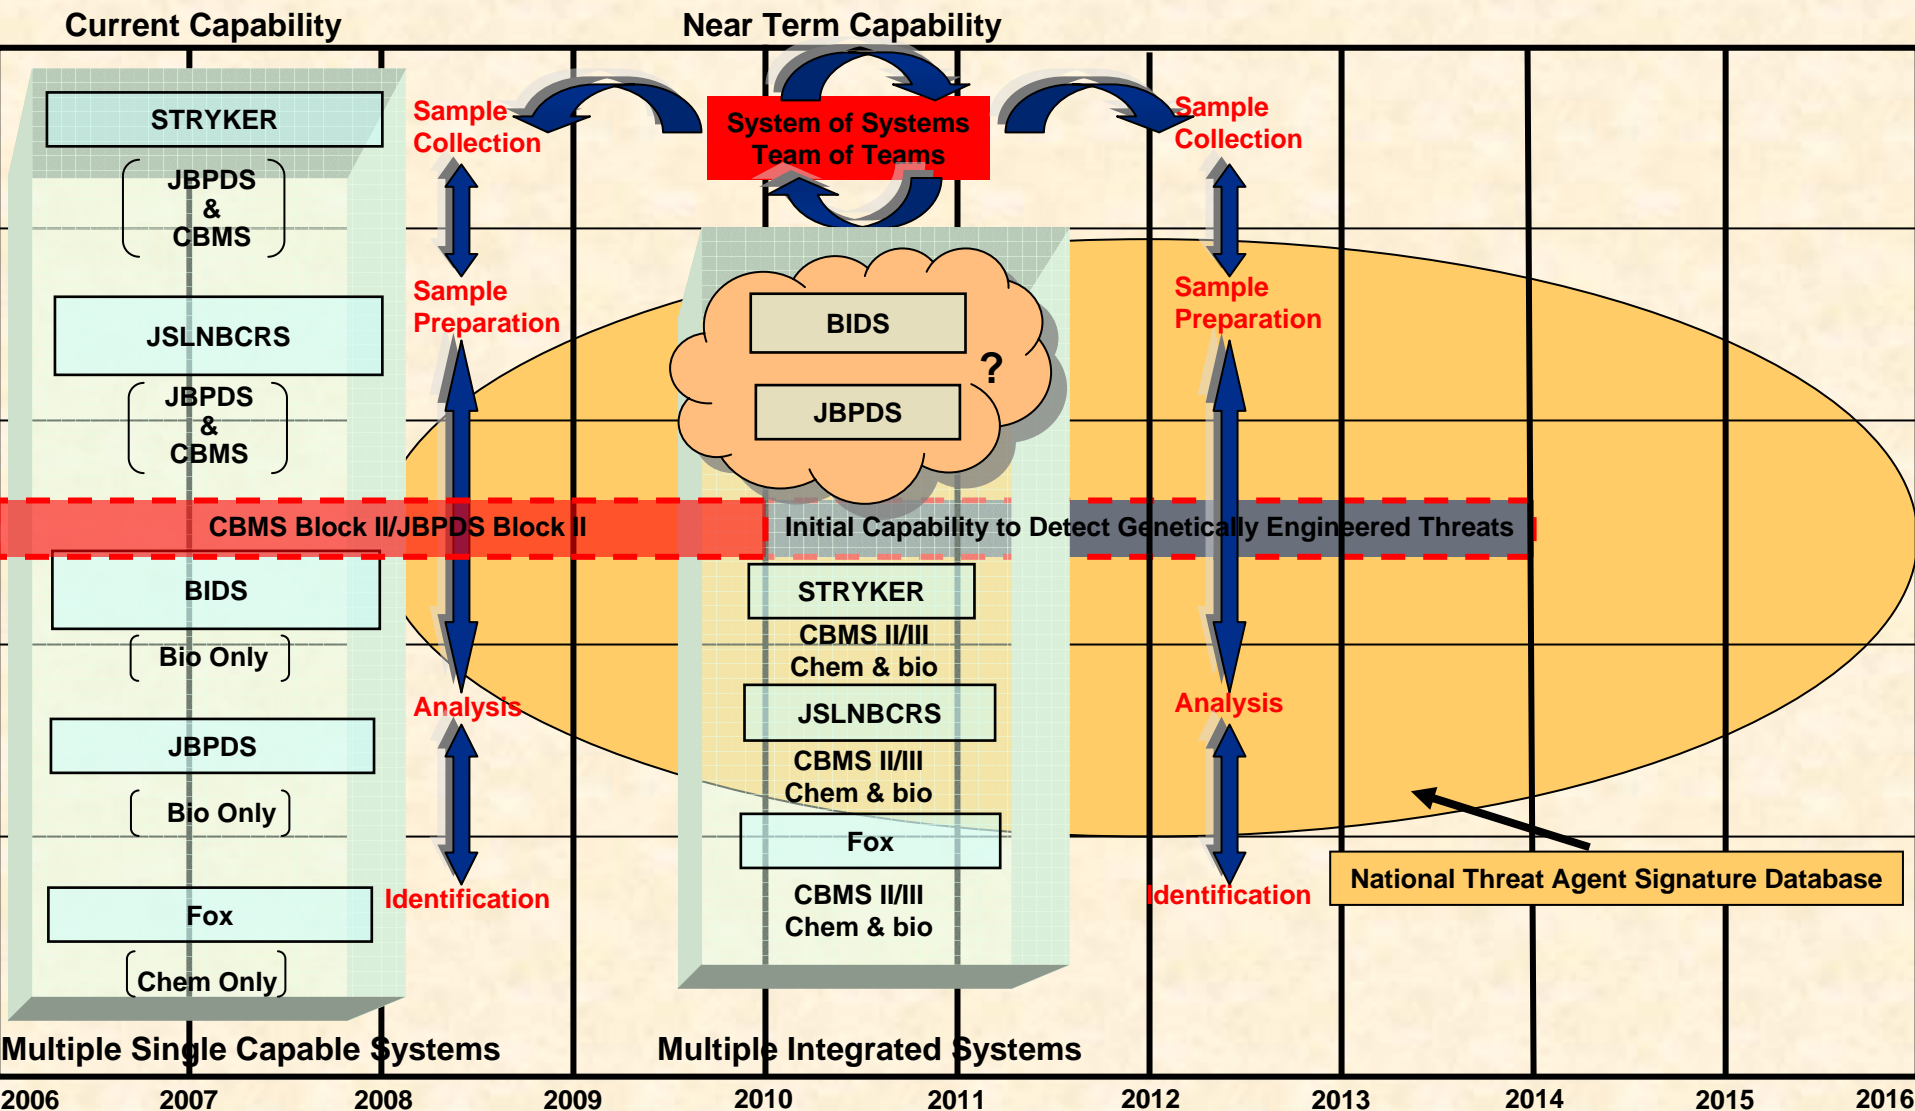 Current Capability
Near Term Capability
STRYKER
JBPDS
&
CBMS
JSLNBCRS
JBPDS
&
CBMS
CBMS Block II/JBPDS Block II
BIDS
Bio Only
JBPDS
Bio Only
Fox
Chem Only
Multiple Single Capable Systems
Sample
Collection
Sample
Preparation
Analysis
Identification
System of Systems
Team of Teams
BIDS
?
JBPDS
Initial Capability to Detect Genetically Engineered Threats
STRYKER
CBMS II/III
Chem & bio
JSLNBCRS
CBMS II/III
Chem & bio
Fox
CBMS II/III
Chem & bio
Multiple Integrated Systems
Sample
Collection
Sample
Preparation
Analysis
Identification
National Threat Agent Signature Database
2006 2007 2008 2009 2010 2011 2012 2013 2014 2015 2016